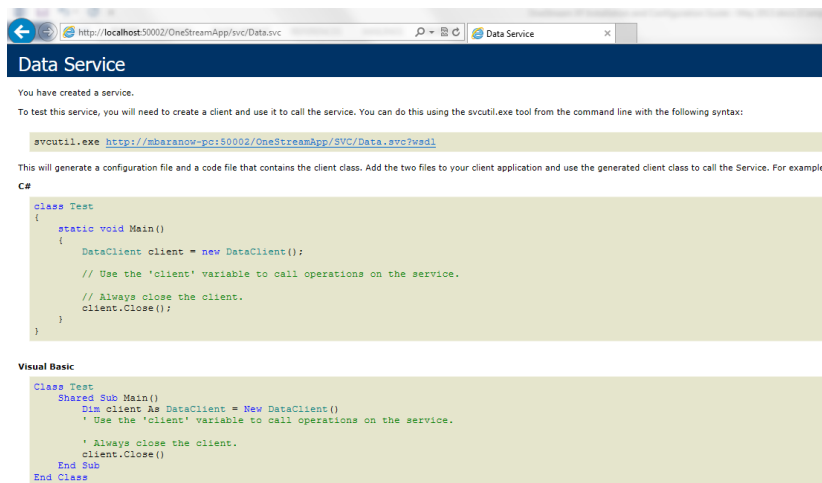 http://localhost:50002/OneStreamApp/svc/Data.svc
Data Service
Data Service
You have created a service.
To test this service, you will need to create a client and use it to call the service. You can do this using the svcutil.exe tool from the command line with the following syntax:
svcutil.exe http://mbaranow-pc:50002/OneStreamApp/SVC/Data.svc?wsdl
This will generate a configuration file and a code file that contains the client class. Add the two files to your client application and use the generated client class to call the Service. For example
C#
class Test
{
static void Main()
{
DataClient client = new DataClient();
// Use the 'client' variable to call operations on the service.
// Always close the client.
client.Close();
}
}
Visual Basic
Class Test
Shared Sub Main()
Dim client As DataClient = New DataClient()
' Use the 'client' variable to call operations on the service.
' Always close the client.
client.Close()
End Sub
End Class